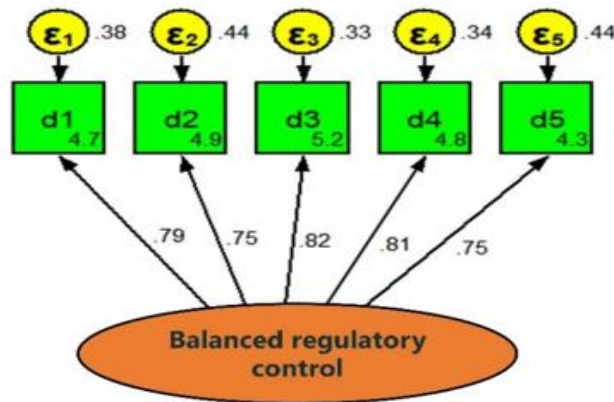 ε1 .38 ε2 .44 ε3 .33 ε4 .34 ε5 .44
d1 d2 d3 d4 d5
4.7 4.9 5.2 4.8 4.3
.79 .75 .82 .81 .75
Balanced regulatory
control